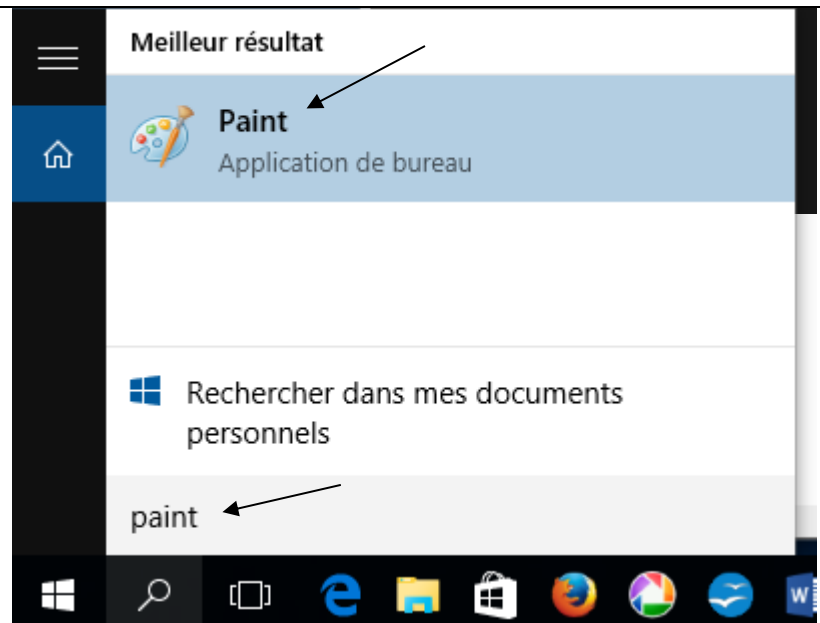 Meilleur résultat
Paint
Application de bureau
Rechercher dans mes documents
personnels
paint
W